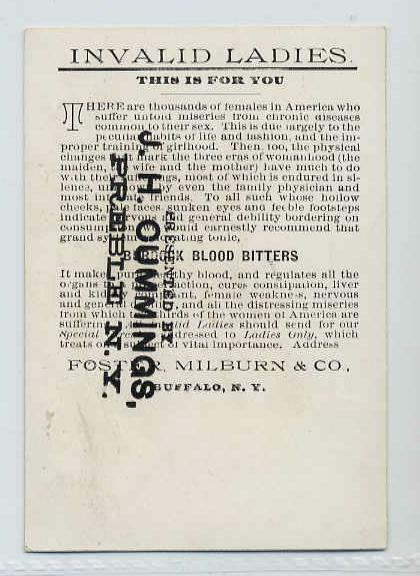 INVALID LADIES.
THIS IS FOR YOU
THERE are thousands of females in America who
suffer untold miseries from chronic diseases
common to their sex. This is due largely to the
peculiar habits of life and fashion, and the im-
proper training girlhood. Then, too, the physical
changes that mark the three eras of womanhood (the
maiden, wife and the mother) have much to do
with their sufferings, most of which is endured in si-
lence, unknown by even the family physician and
most intimate friends. To all such whose hollow
cheeks, pale faces, sunken eyes and feeble footsteps
indicate nervous and general debility bordering on
consumption, would earnestly recommend that
grand system tonic,
BURDOCK BLOOD BITTERS
It makes pure healthy blood, and regulates all the
organs to action, cures constipation, liver
and kidney complaint, female weakness, nervous
and general and all the distressing miseries
from which two-thirds of the women of America are
suffering. Invalid Ladies should send for our
Special addressed to Ladies Only, which
treats on subject of vital importance. Address
FOSTER, MILBURN & CO.,
BUFFALO, N. Y.
PRESENTED BY
J. H. CUMMINGS,
PREBLE N.Y.